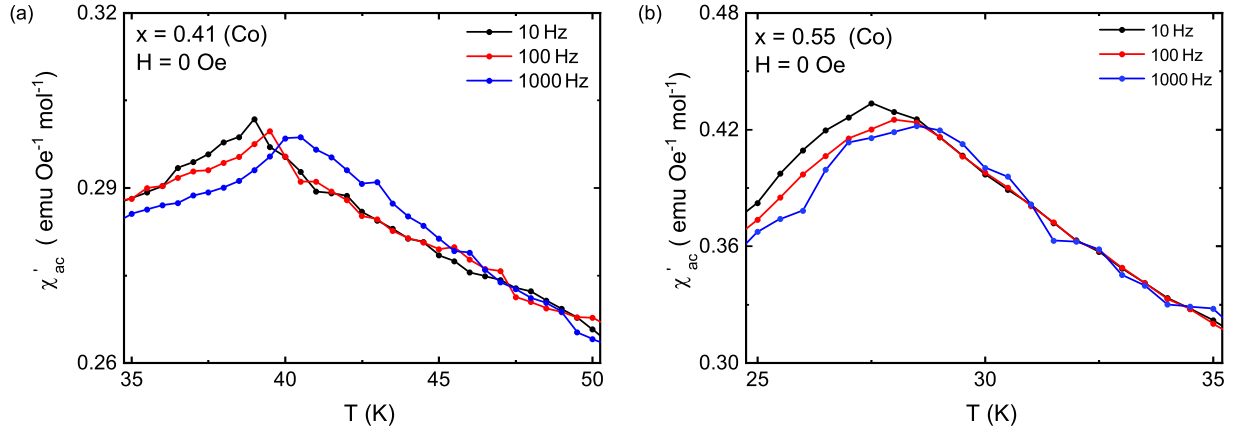 (a)
x = 0.41 (Co)
H = 0 Oe
10 Hz
100 Hz
1000 Hz
0.32
0.29
0.26
χ'ac ( emu Oe-1 mol-1)
35
40
45
50
T (K)
(b)
x = 0.55 (Co)
H = 0 Oe
10 Hz
100 Hz
1000 Hz
0.48
0.42
0.36
0.30
χ'ac ( emu Oe-1 mol-1)
25
30
35
T (K)